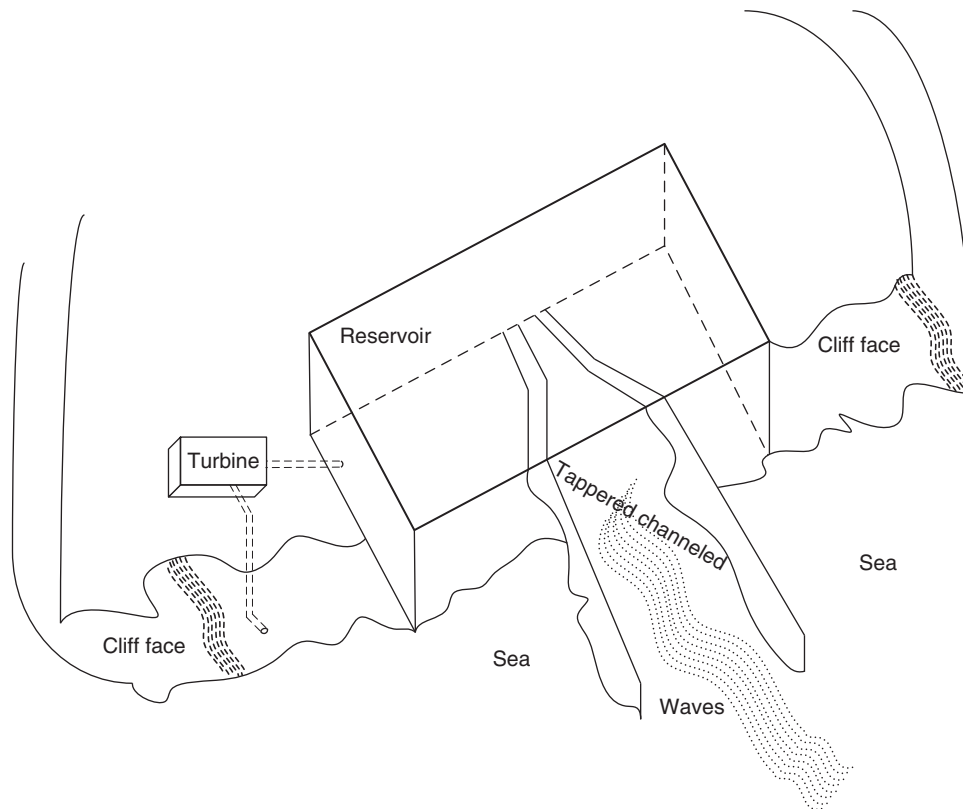 Reservoir
Cliff face
Turbine
Tappered channeled
Sea
Cliff face
Sea
Waves